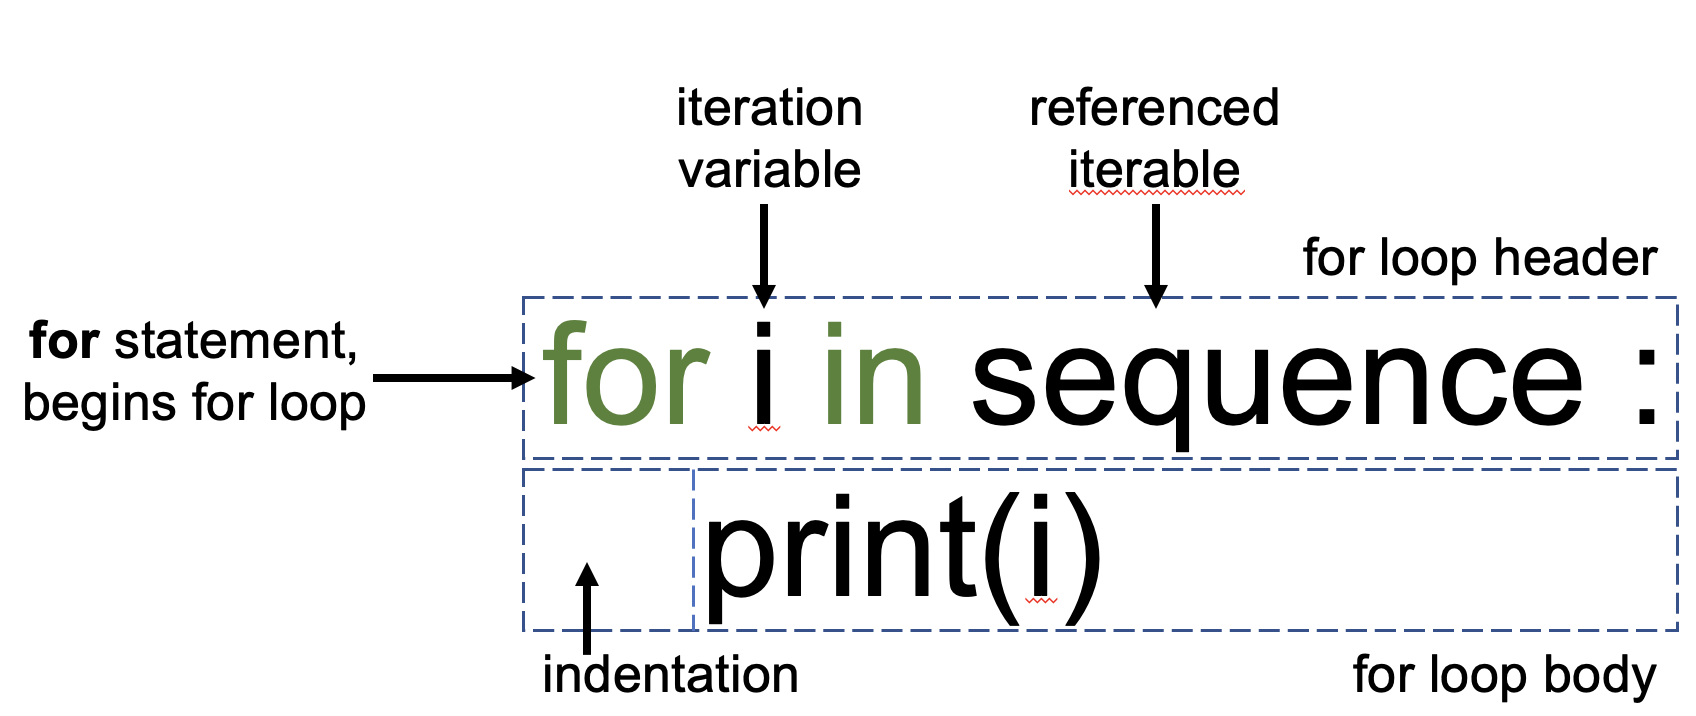 iteration
variable
referenced
iterable
for loop header
for statement,
begins for loop
for i in sequence :
print(i)
indentation
for loop body